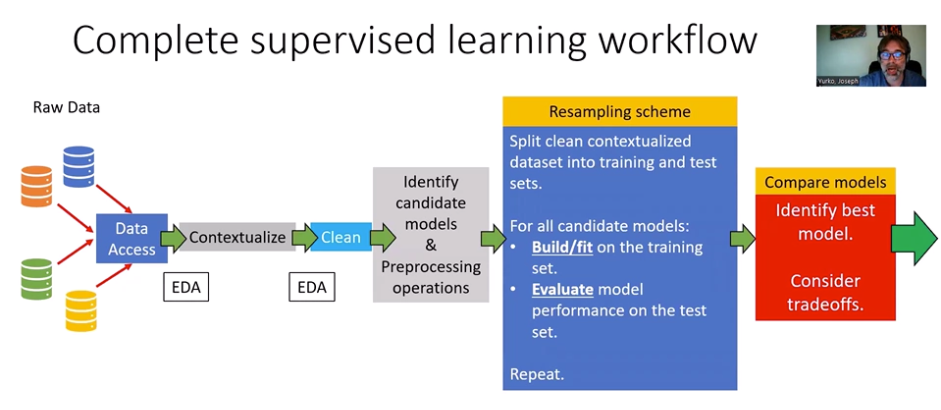 Complete supervised learning workflow
Yurko, Joseph
Raw Data
Data
Access
Contextualize
Clean
EDA
EDA
Identify
candidate
models
&
Preprocessing
operations
Resampling scheme
Split clean contextualized
dataset into training and test
sets.
For all candidate models:
• Build/fit on the training
set.
• Evaluate model
performance on the test
set.
Repeat.
Compare models
Identify best
model.
Consider
tradeoffs.